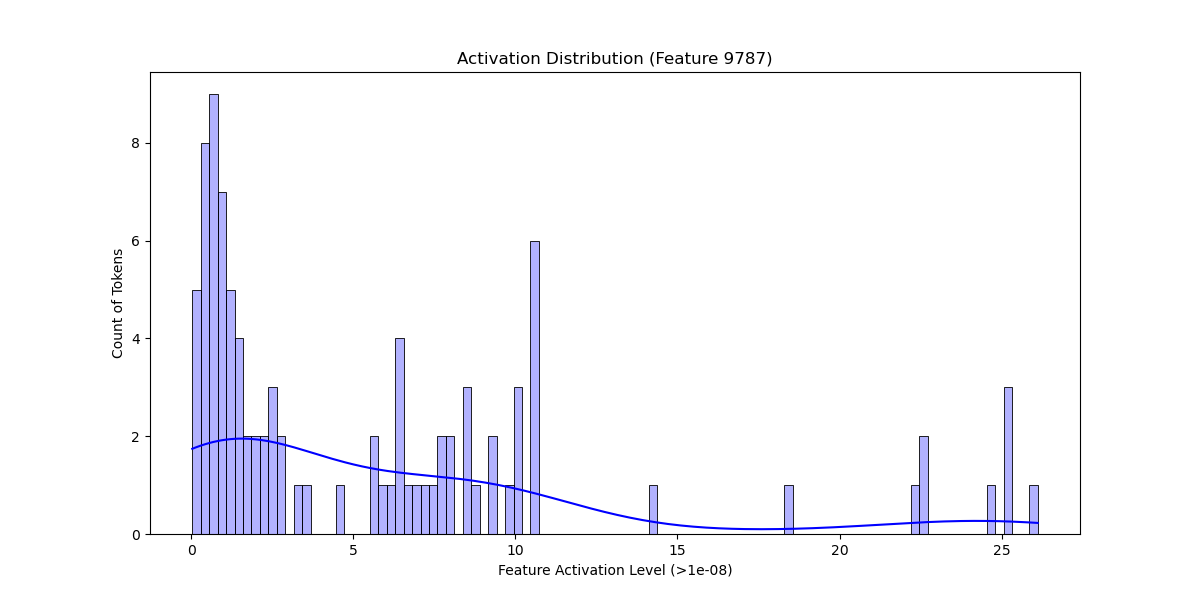 Activation Distribution (Feature 9787)
Count of Tokens
8
6
4
2
0
0 5 10 15 20 25
Feature Activation Level (>1e-08)